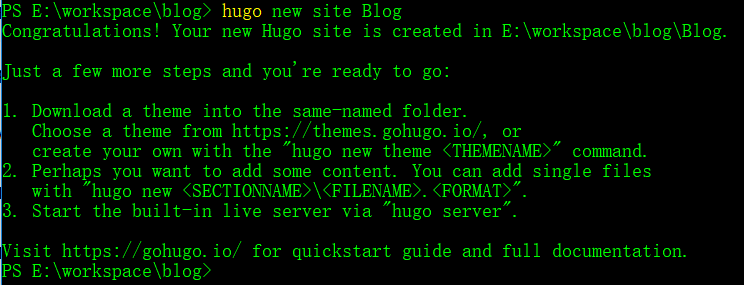 PS E:\workspace\blog> hugo new site Blog
Congratulations! Your new Hugo site is created in E:\workspace\blog\Blog.
Just a few more steps and you're ready to go:
1. Download a theme into the same-named folder.
Choose a theme from https://themes.gohugo.io/, or
create your own with the "hugo new theme <THEMENAME>" command.
2. Perhaps you want to add some content. You can add single files
with "hugo new <SECTIONNAME>\<FILENAME>.<FORMAT>".
3. Start the built-in live server via "hugo server".
Visit https://gohugo.io/ for quickstart guide and full documentation.
PS E:\workspace\blog>